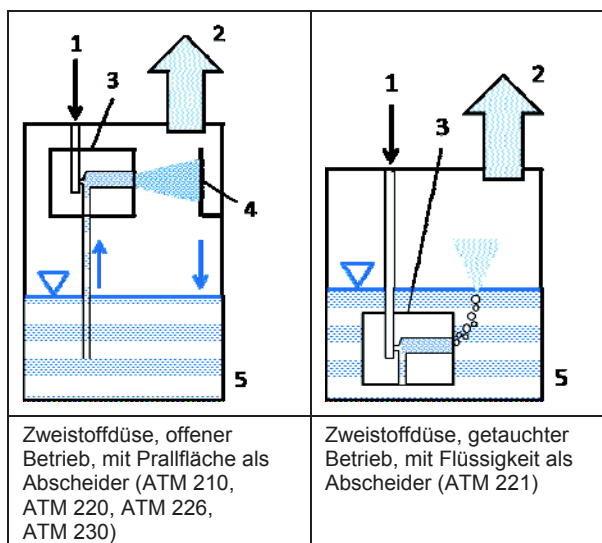 1
2
3
4
5
1
2
3
5
Zweistoffdüse, offener
Betrieb, mit Prallfläche als
Abscheider (ATM 210,
ATM 220, ATM 226,
ATM 230)
Zweistoffdüse, getauchter
Betrieb, mit Flüssigkeit als
Abscheider (ATM 221)